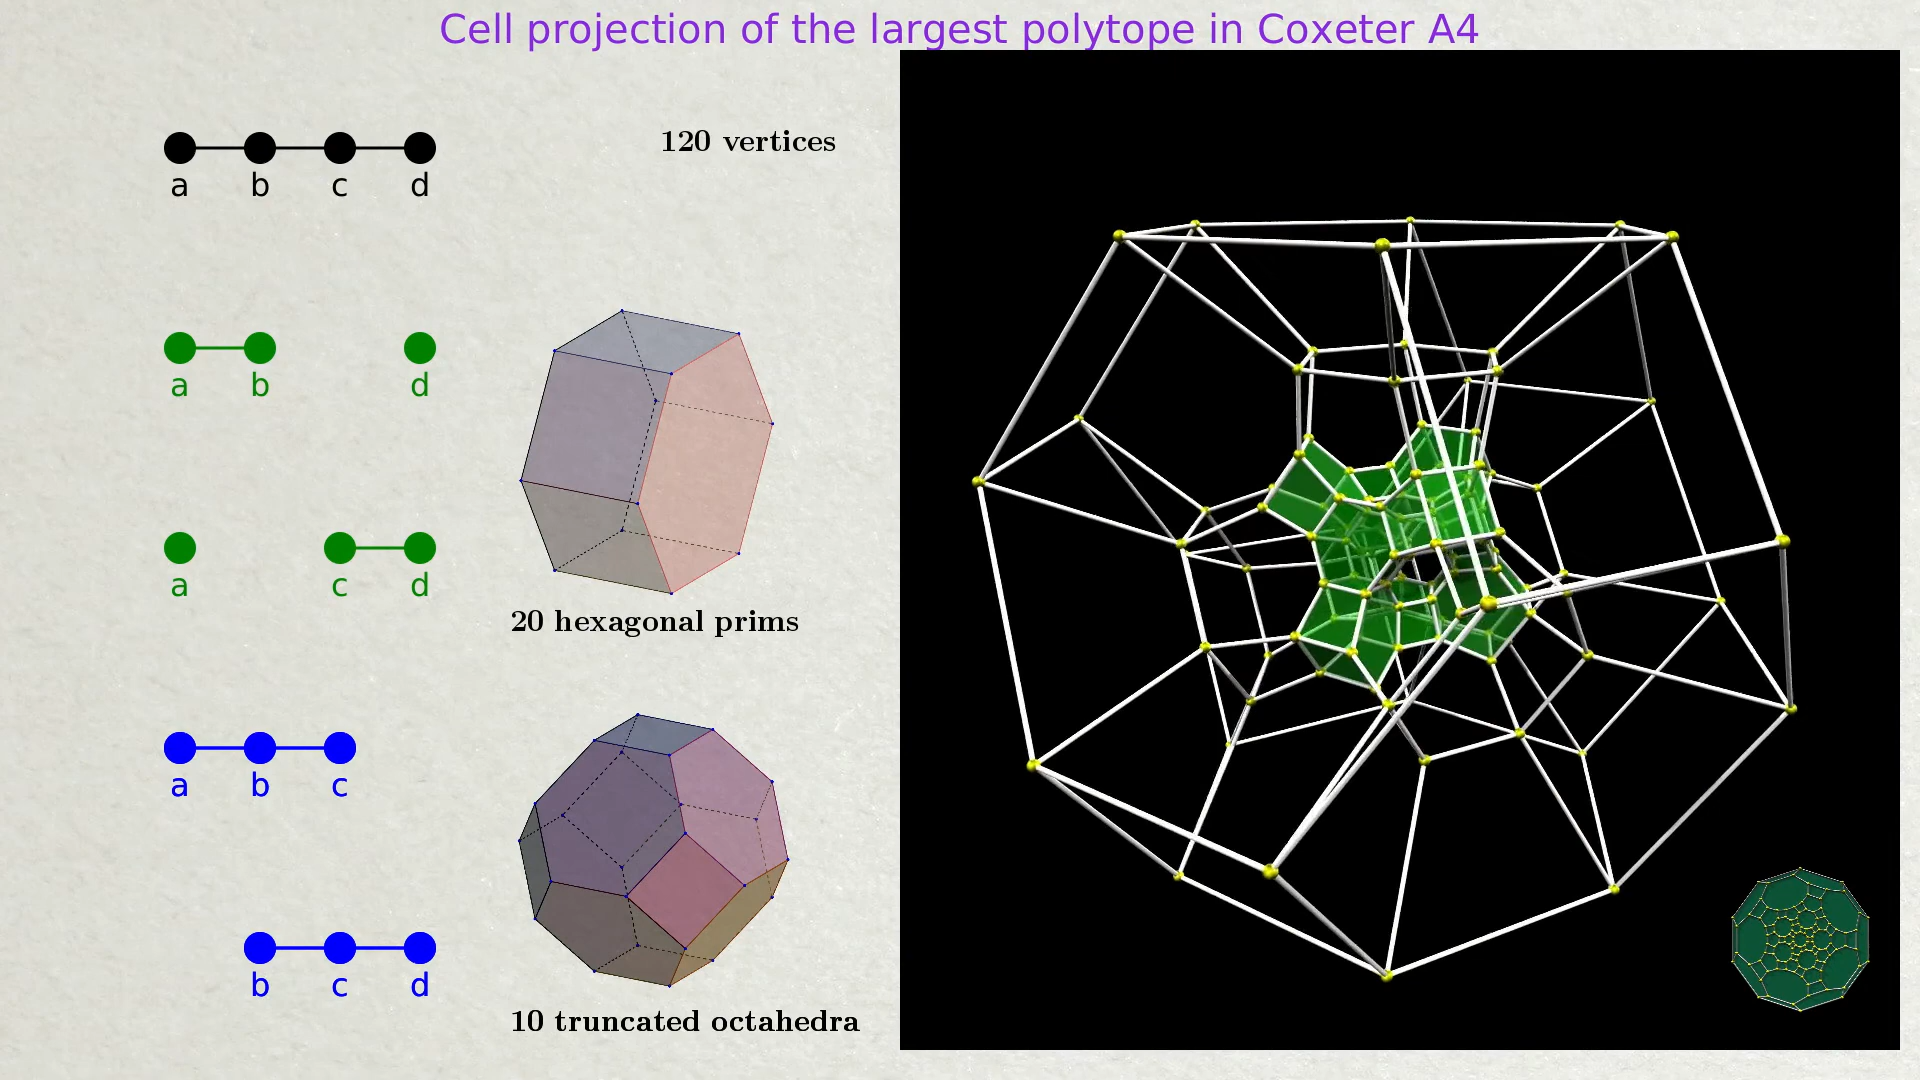 Cell projection of the largest polytope in Coxeter A4
120 vertices
a b c d
a b d
a c d
20 hexagonal prims
a b c
b c d
10 truncated octahedra